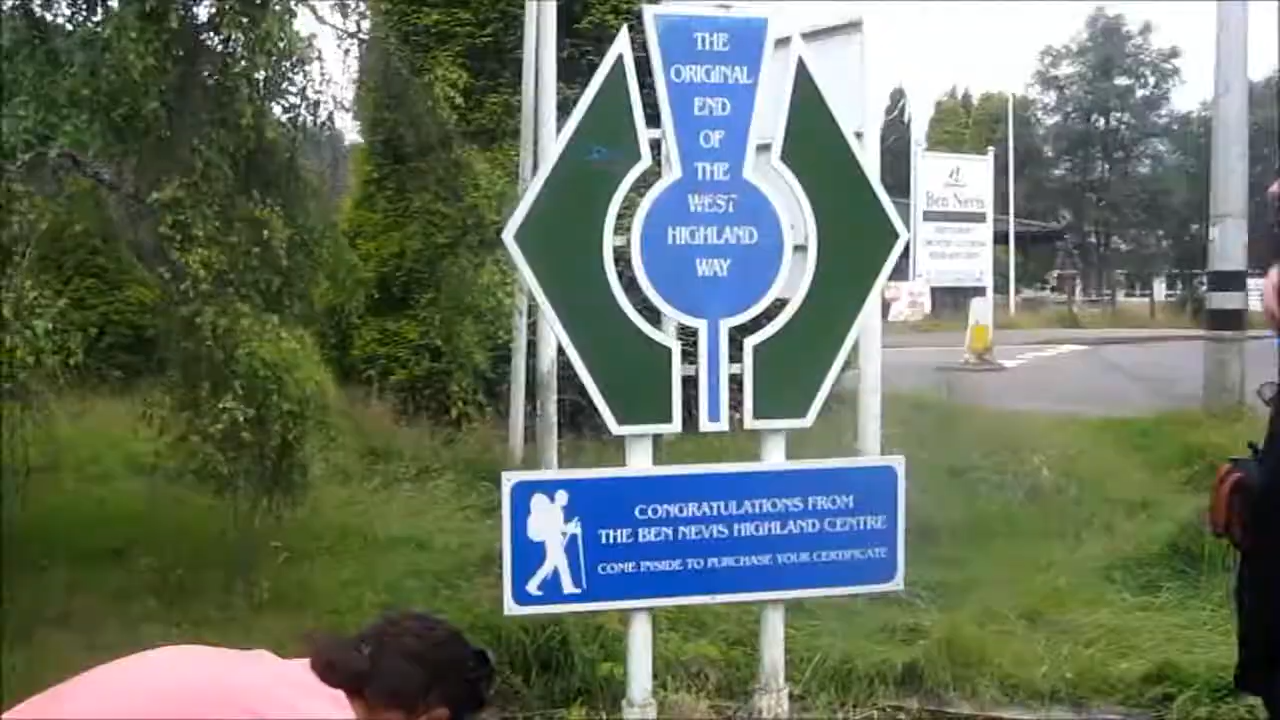 THE
ORIGINAL
END
OF
THE
WEST
HIGHLAND
WAY
Ben Nevis
CONGRATULATIONS FROM
THE BEN NEVIS HIGHLAND CENTRE
COME INSIDE TO PURCHASE YOUR CERTIFICATE